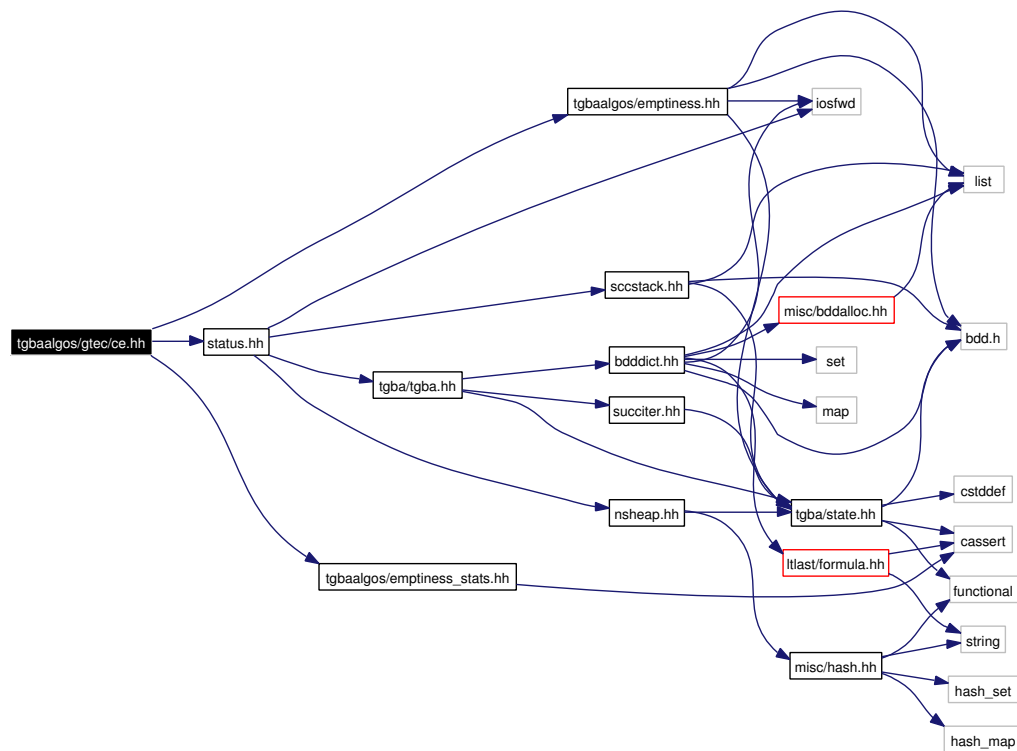 tgbaalgos/emptiness.hh
iosfwd
list
sccstack.hh
misc/bddalloc.hh
tgbaalgos/gtec/ce.hh
status.hh
bdd.h
bdddict.hh
set
tgba/tgba.hh
succiter.hh
map
cstddef
nsheap.hh
tgba/state.hh
cassert
ltlast/formula.hh
tgbaalgos/emptiness_stats.hh
functional
string
misc/hash.hh
hash_set
hash_map